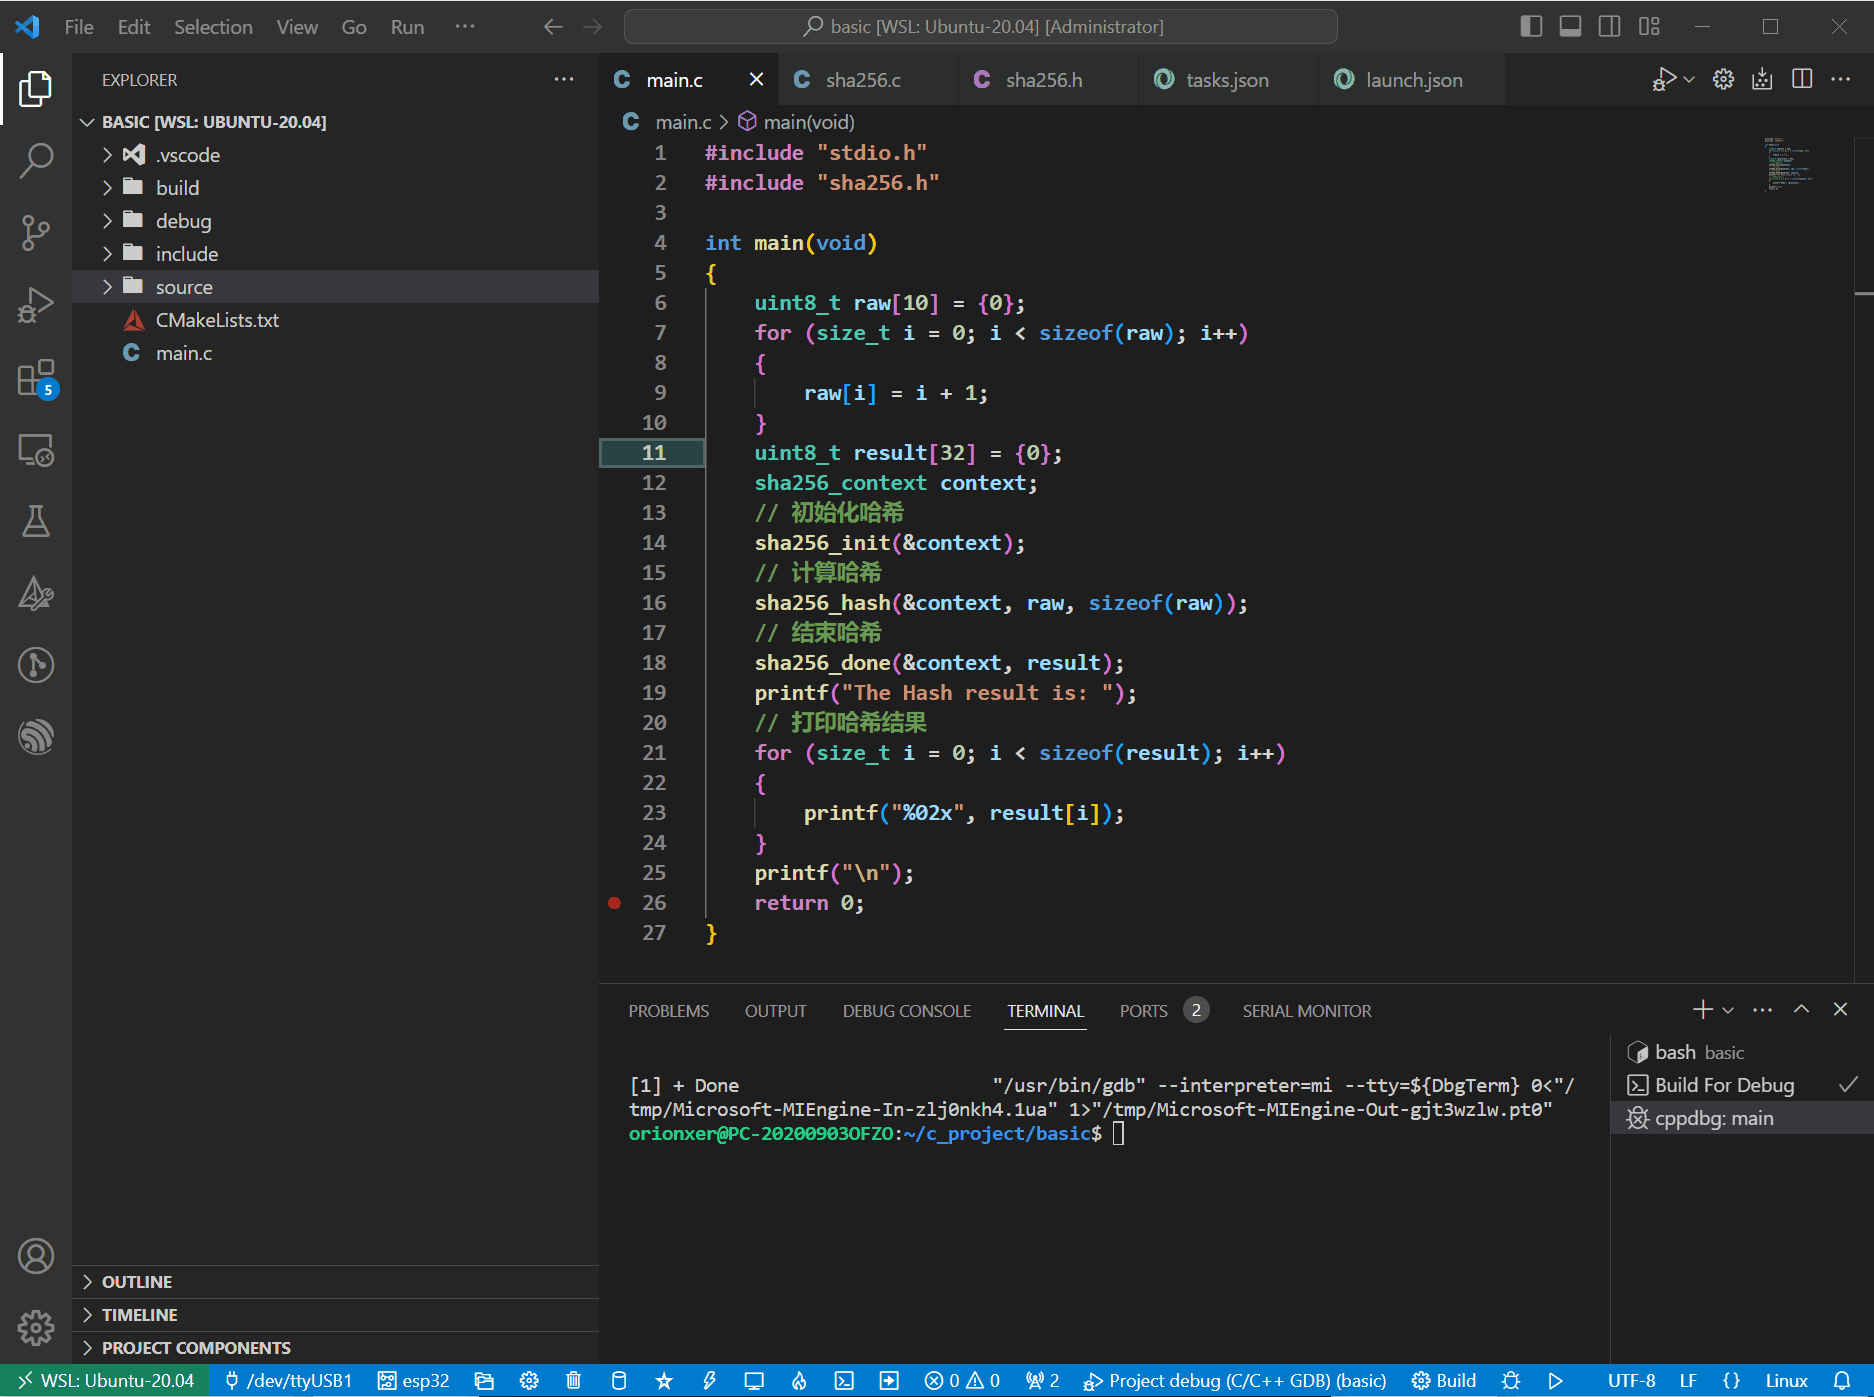 File Edit Selection View Go Run ··· basic [WSL: Ubuntu-20.04] [Administrator]
EXPLORER
BASIC [WSL: UBUNTU-20.04]
.vscode
build
debug
include
source
CMakeLists.txt
main.c
5
OUTLINE
TIMELINE
PROJECT COMPONENTS
main.c sha256.c sha256.h tasks.json launch.json
main.c > main(void)
1 #include "stdio.h"
2 #include "sha256.h"
3
4 int main(void)
5 {
6     uint8_t raw[10] = {0};
7     for (size_t i = 0; i < sizeof(raw); i++)
8     {
9         raw[i] = i + 1;
10     }
11     uint8_t result[32] = {0};
12     sha256_context context;
13     // 初始化哈希
14     sha256_init(&context);
15     // 计算哈希
16     sha256_hash(&context, raw, sizeof(raw));
17     // 结束哈希
18     sha256_done(&context, result);
19     printf("The Hash result is: ");
20     // 打印哈希结果
21     for (size_t i = 0; i < sizeof(result); i++)
22     {
23         printf("%02x", result[i]);
24     }
25     printf("\n");
26     return 0;
27 }
PROBLEMS OUTPUT DEBUG CONSOLE TERMINAL PORTS 2 SERIAL MONITOR
[1] + Done                       "/usr/bin/gdb" --interpreter=mi --tty=${DbgTerm} 0<"/
tmp/Microsoft-MIEngine-In-zlj0nkh4.1ua" 1>"/tmp/Microsoft-MIEngine-Out-gjt3wzlw.pt0"
orionxer@PC-20200903OFZO:~/c_project/basic$
bash basic
Build For Debug
cppdbg: main
WSL: Ubuntu-20.04 /dev/ttyUSB1 esp32 0 0 2 Project debug (C/C++ GDB) (basic) Build UTF-8 LF {} Linux